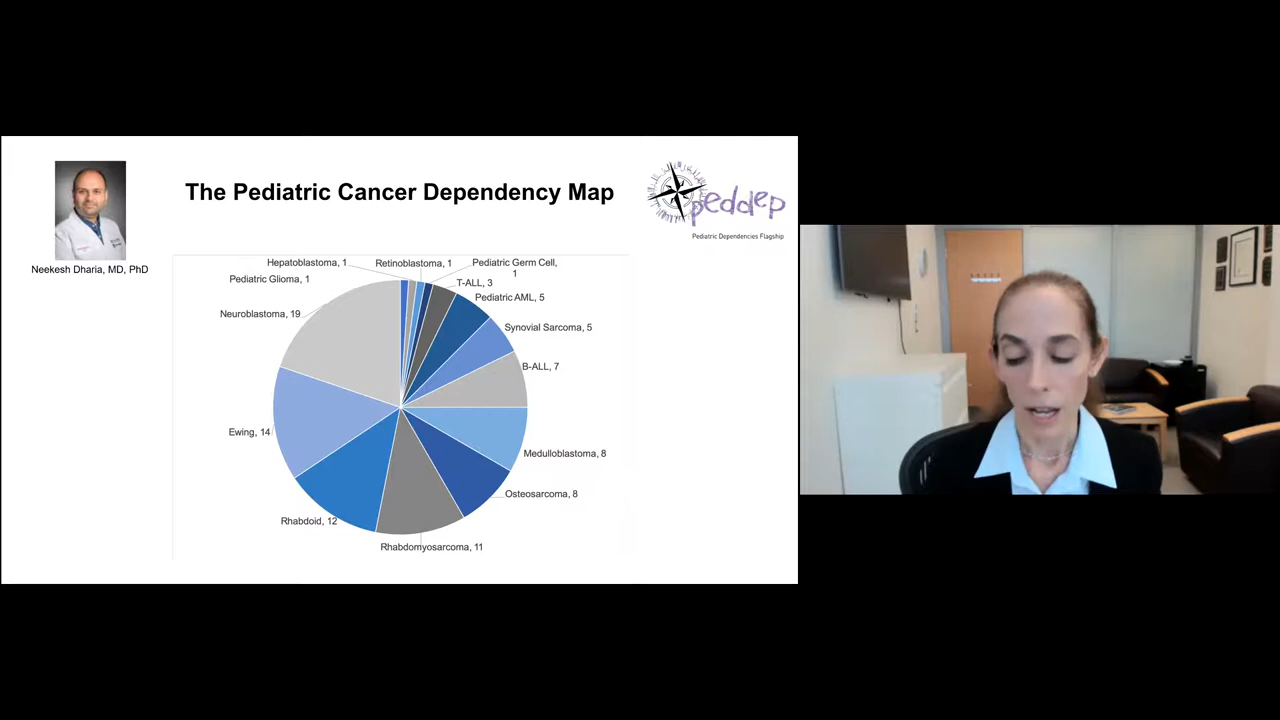 The Pediatric Cancer Dependency Map
peddep
Pediatric Dependencies Flagship
Neekesh Dharia, MD, PhD
Hepatoblastoma, 1
Retinoblastoma, 1
Pediatric Germ Cell,
1
Pediatric Glioma, 1
T-ALL, 3
Pediatric AML, 5
Neuroblastoma, 19
Synovial Sarcoma, 5
B-ALL, 7
Ewing, 14
Medulloblastoma, 8
Osteosarcoma, 8
Rhabdoid, 12
Rhabdomyosarcoma, 11